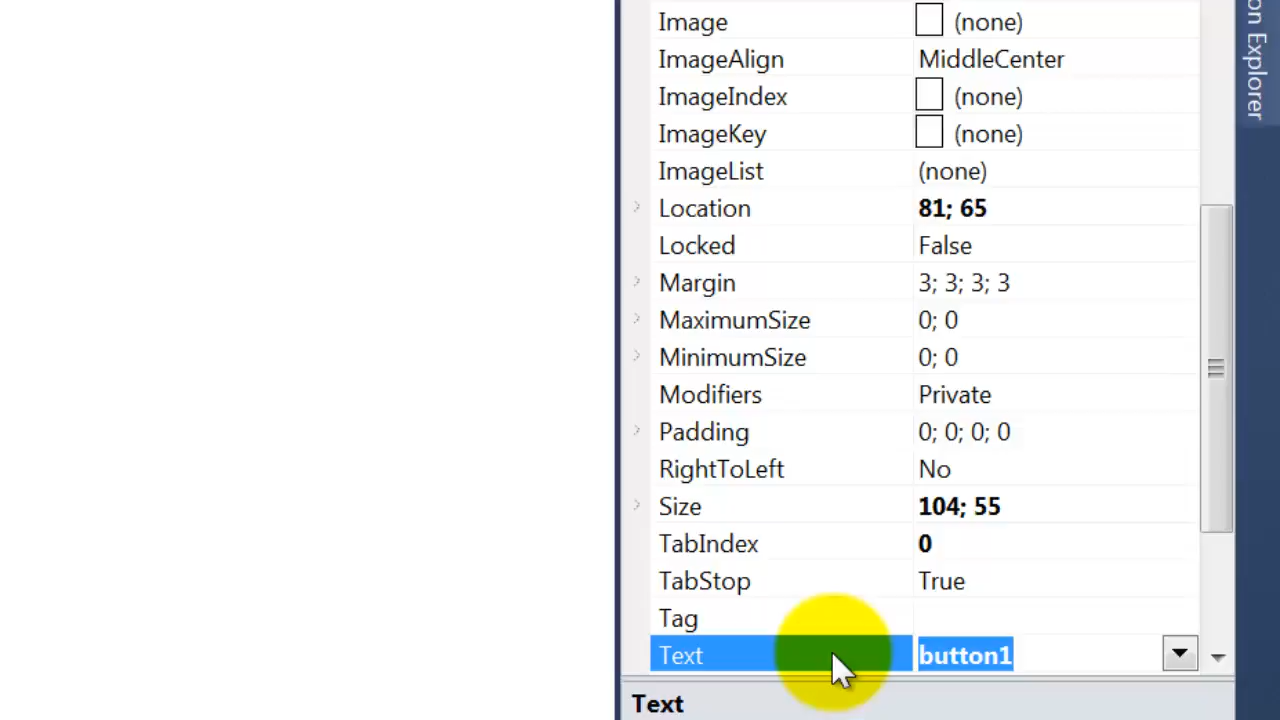 Image (none)
ImageAlign MiddleCenter
ImageIndex (none)
ImageKey (none)
ImageList (none)
Location 81; 65
Locked False
Margin 3; 3; 3; 3
MaximumSize 0; 0
MinimumSize 0; 0
Modifiers Private
Padding 0; 0; 0; 0
RightToLeft No
Size 104; 55
TabIndex 0
TabStop True
Tag
Text button1
Text
on Explorer